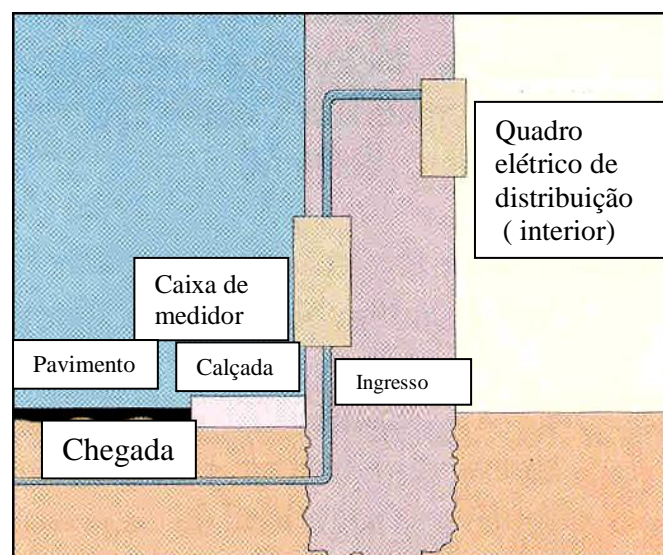 Quadro
elétrico de
distribuição
( interior)
Caixa de
medidor
Pavimento
Calçada
Ingresso
Chegada